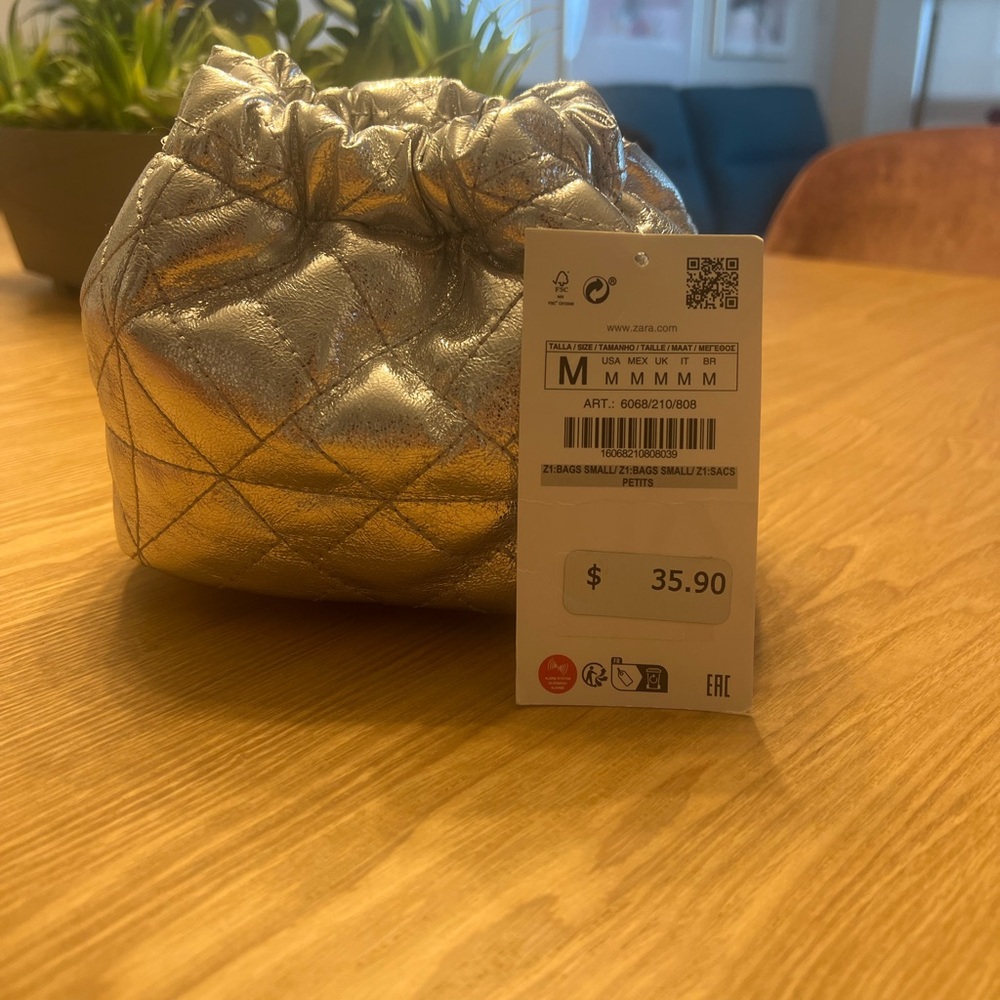 FSC
www.zara.com
TALLA / SIZE / TAMANHO / TAILLE / MAAT / ΜΕΓΕΘΟΣ
M
USA MEX UK IT BR
M M M M M
ART.: 6068/210/808
16068210808039
Z1:BAGS SMALL/ Z1:BAGS SMALL/ Z1:SACS
PETITS
$ 35.90
FR
EAC